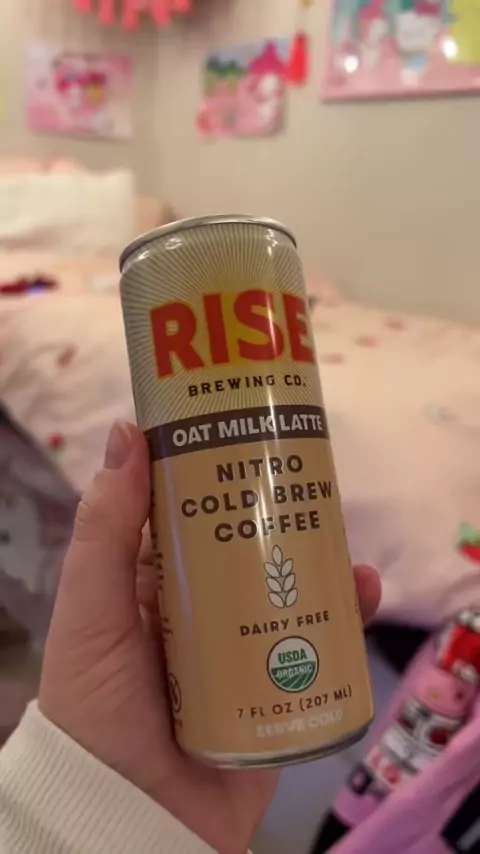 RISE
BREWING CO.
OAT MILK LATTE
NITRO
COLD BREW
COFFEE
DAIRY FREE
USDA
ORGANIC
7 FL OZ (207 ML)
SERVE COLD